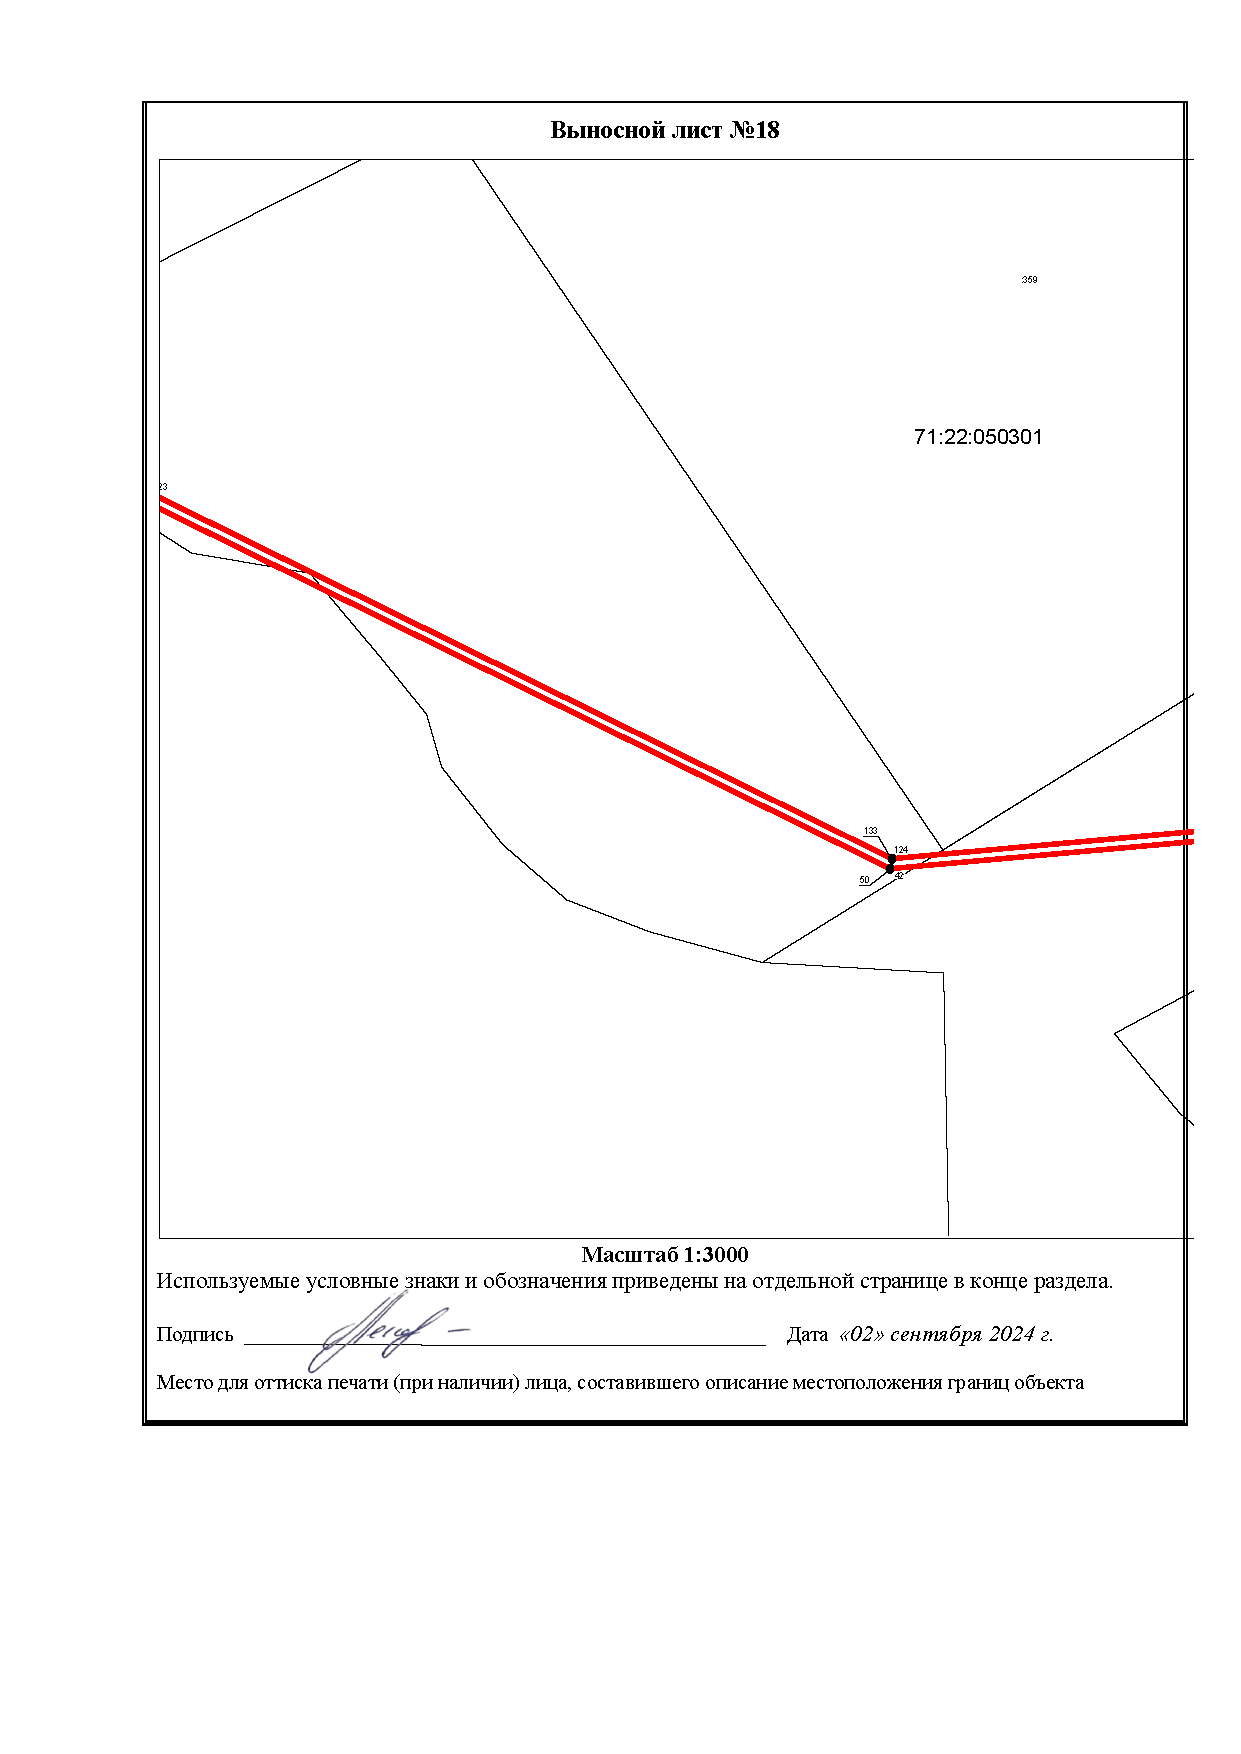 Выносной лист №18
:359
71:22:050301
23
133
124
50
42
Масштаб 1:3000
Используемые условные знаки и обозначения приведены на отдельной странице в конце раздела.
Подпись Дата «02» сентября 2024 г.
Место для оттиска печати (при наличии) лица, составившего описание местоположения границ объекта